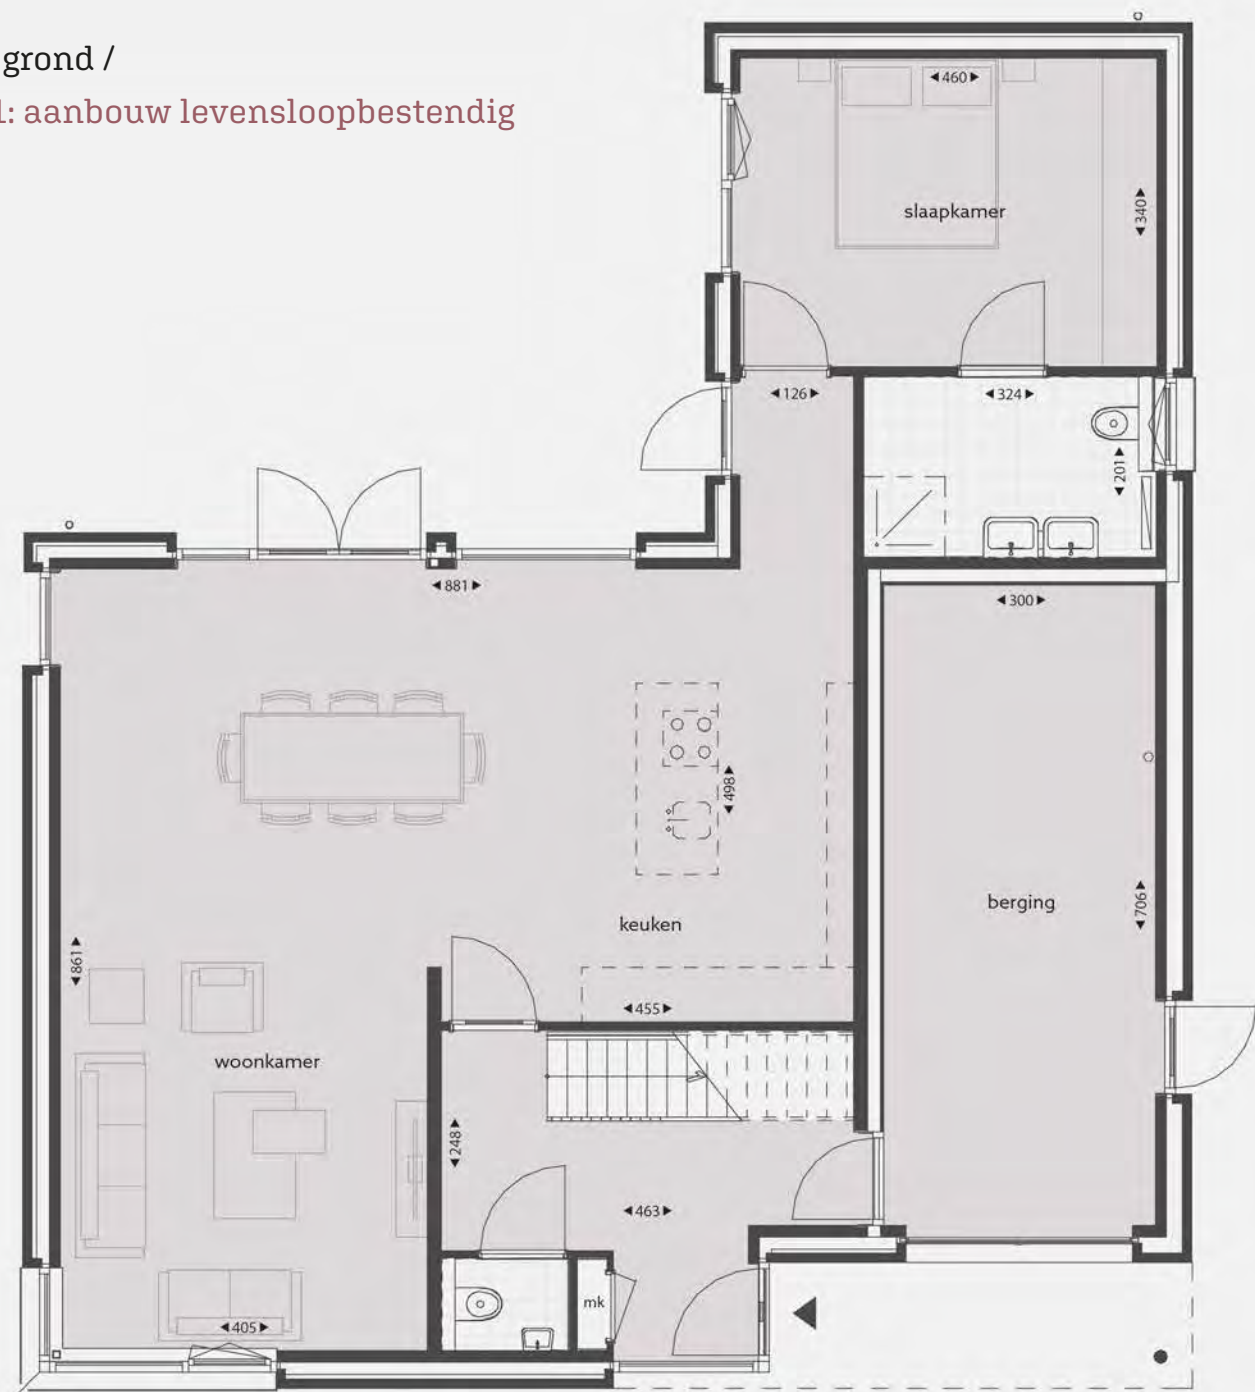 grond /
1: aanbouw levensloopbestendig
460
slaapkamer
340
126
324
201
881
300
498
berging
706
keuken
861
455
woonkamer
248
463
mk
405